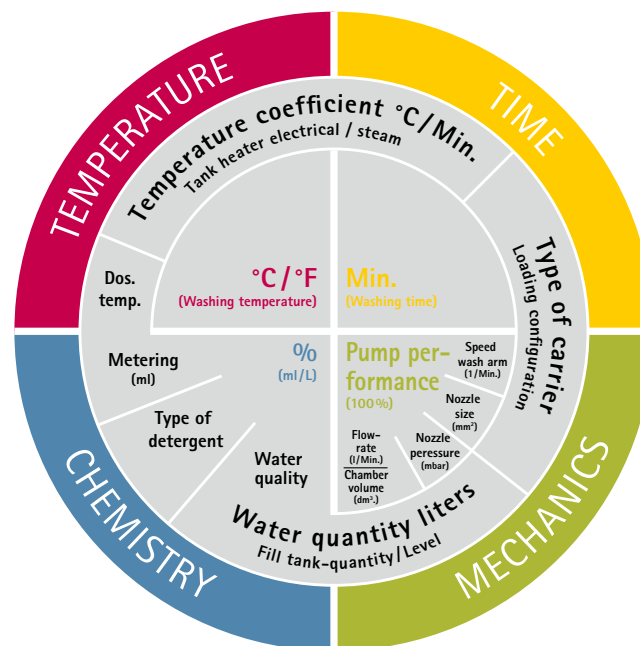 TEMPERATURE
TIME
Temperature coefficient °C/Min.
Tank heater electrical / steam
Type of carrier
Loading configuration
Dos.
temp.
°C/°F
(Washing temperature)
Min.
(Washing time)
Metering
(ml)
%
(ml/L)
Pump per-
formance
(100%)
Speed
wash arm
(1/Min.)
Nozzle
size
(mm²)
Nozzle
peressure
(mbar)
Flow-
rate
(l/Min.)
Chamber
volume
(dm³.)
Type of
detergent
Water
quality
Water quantity liters
Fill tank-quantity/Level
CHEMISTRY
MECHANICS